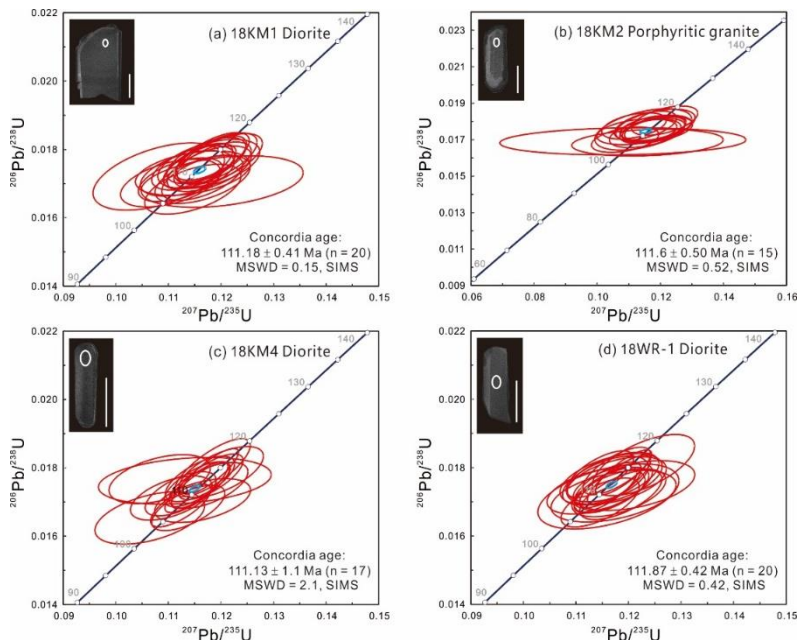 (a) 18KM1 Diorite
²⁰⁶Pb/²³⁸U
0.022
0.020
0.018
0.016
0.014
140
130
120
100
90
Concordia age:
111.18 ± 0.41 Ma (n = 20)
MSWD = 0.15, SIMS
0.09 0.10 0.11 0.12 0.13 0.14 0.15
²⁰⁷Pb/²³⁵U
(b) 18KM2 Porphyritic granite
²⁰⁶Pb/²³⁸U
0.023
0.021
0.019
0.017
0.015
0.013
0.011
0.009
140
120
100
80
60
Concordia age:
111.6 ± 0.50 Ma (n = 15)
MSWD = 0.52, SIMS
0.06 0.08 0.10 0.12 0.14 0.16
²⁰⁷Pb/²³⁵U
(c) 18KM4 Diorite
²⁰⁶Pb/²³⁸U
0.022
0.020
0.018
0.016
0.014
140
130
120
100
90
Concordia age:
111.13 ± 1.1 Ma (n = 17)
MSWD = 2.1, SIMS
0.09 0.10 0.11 0.12 0.13 0.14 0.15
²⁰⁷Pb/²³⁵U
(d) 18WR-1 Diorite
²⁰⁶Pb/²³⁸U
0.022
0.020
0.018
0.016
0.014
140
130
120
100
90
Concordia age:
111.87 ± 0.42 Ma (n = 20)
MSWD = 0.42, SIMS
0.09 0.10 0.11 0.12 0.13 0.14 0.15
²⁰⁷Pb/²³⁵U